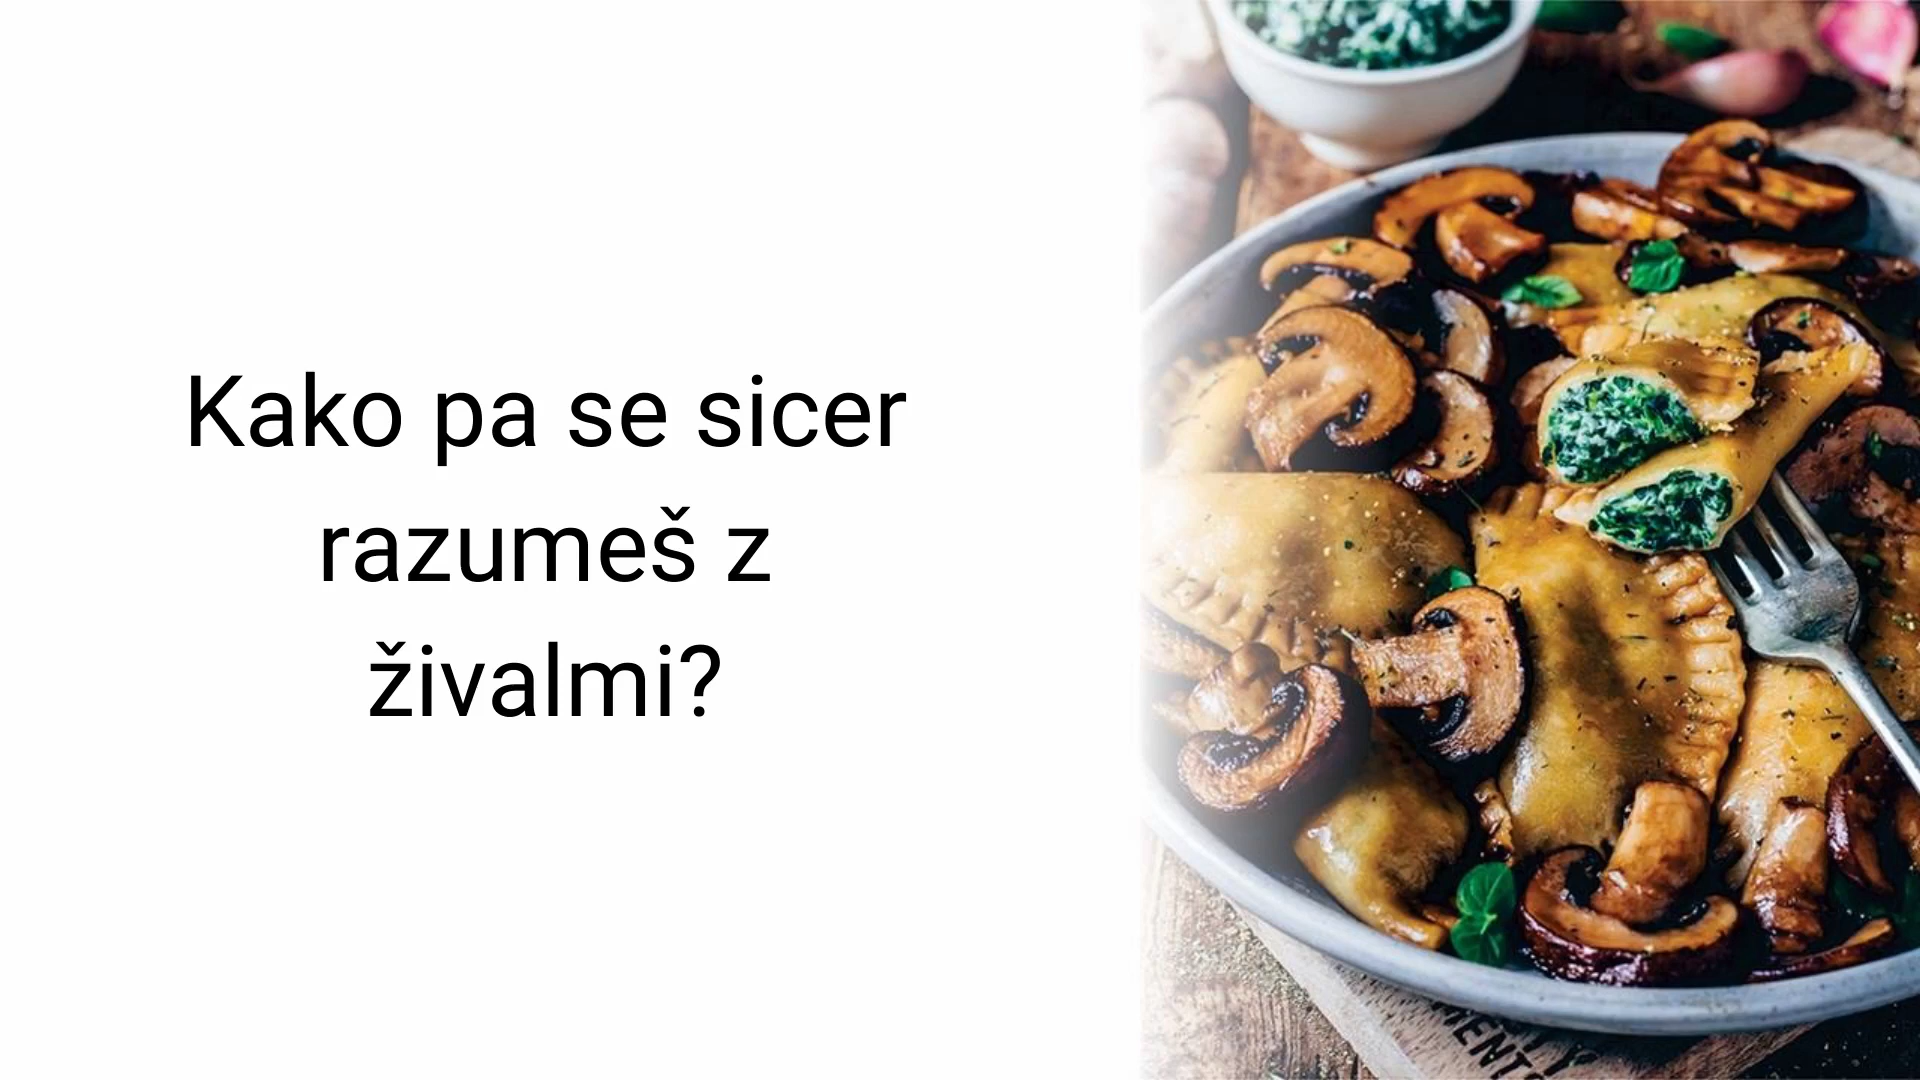 Kako pa se sicer
razumeš z
živalmi?